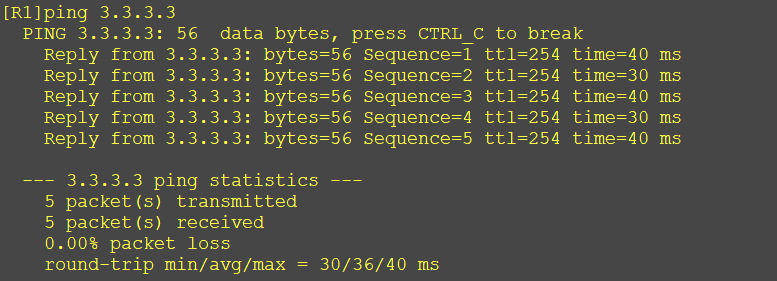 [R1]ping 3.3.3.3
  PING 3.3.3.3: 56  data bytes, press CTRL_C to break
    Reply from 3.3.3.3: bytes=56 Sequence=1 ttl=254 time=40 ms
    Reply from 3.3.3.3: bytes=56 Sequence=2 ttl=254 time=30 ms
    Reply from 3.3.3.3: bytes=56 Sequence=3 ttl=254 time=40 ms
    Reply from 3.3.3.3: bytes=56 Sequence=4 ttl=254 time=30 ms
    Reply from 3.3.3.3: bytes=56 Sequence=5 ttl=254 time=40 ms

  --- 3.3.3.3 ping statistics ---
    5 packet(s) transmitted
    5 packet(s) received
    0.00% packet loss
    round-trip min/avg/max = 30/36/40 ms